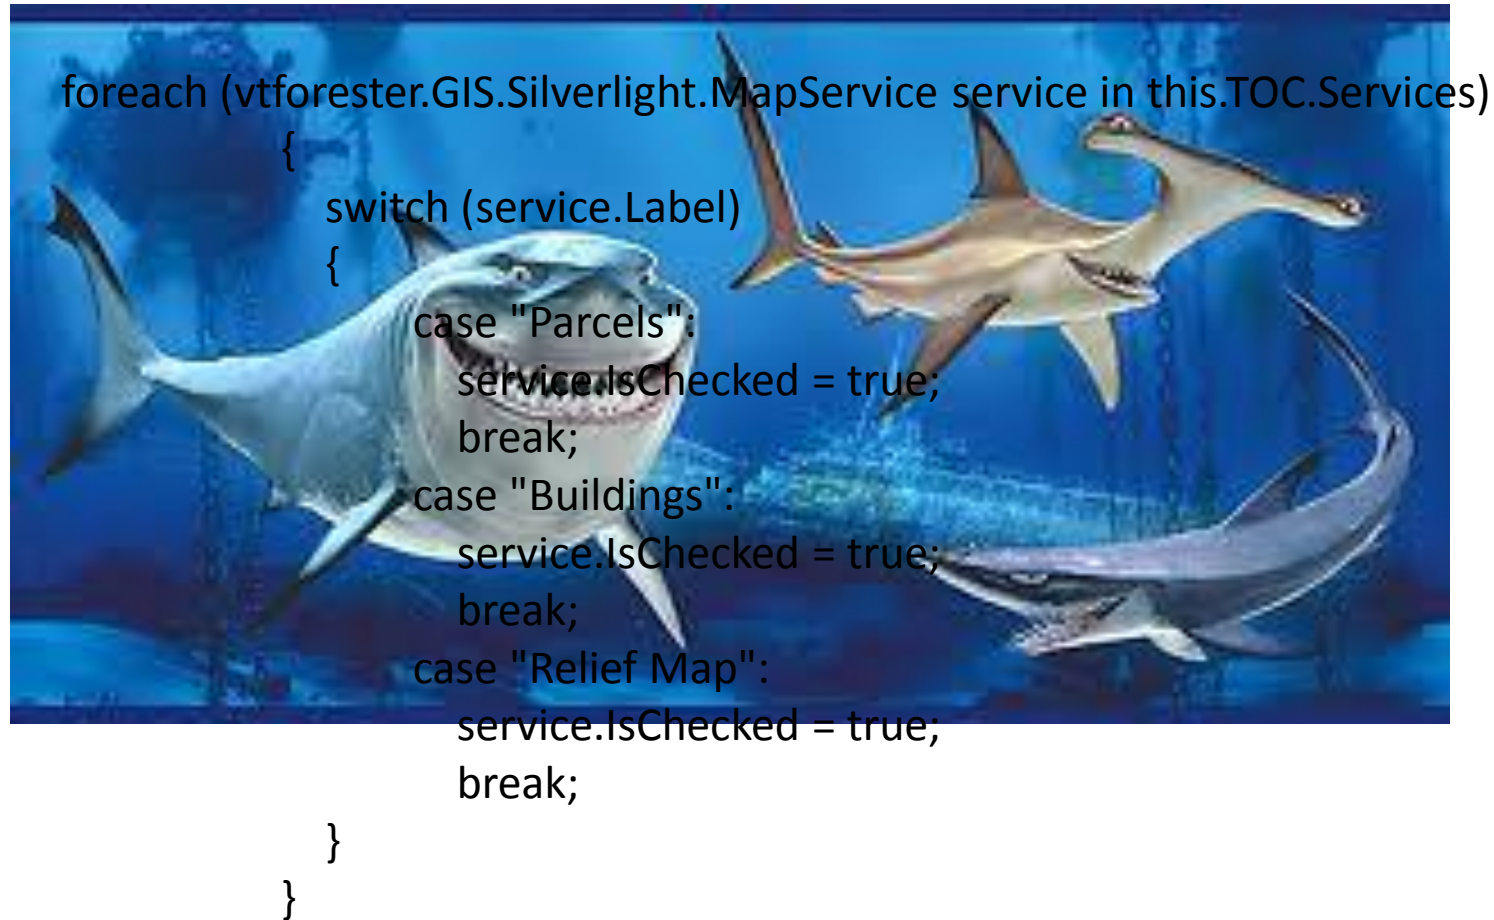 foreach (vtforester.GIS.Silverlight.MapService service in this.TOC.Services)
{
switch (service.Label)
{
case "Parcels":
service.IsChecked = true;
break;
case "Buildings":
service.IsChecked = true;
break;
case "Relief Map":
service.IsChecked = true;
break;
}
}